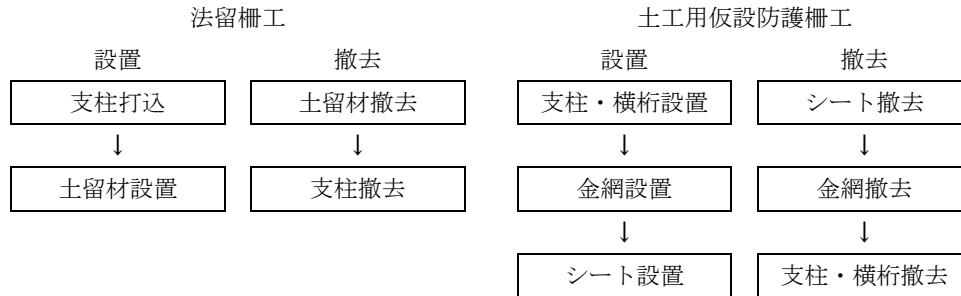 法留柵工 土工用仮設防護柵工
設置 撤去 設置 撤去
支柱打込 土留材撤去 支柱・横桁設置 シート撤去
↓ ↓ ↓ ↓
土留材設置 支柱撤去 金網設置 金網撤去
↓ ↓
シート設置 支柱・横桁撤去